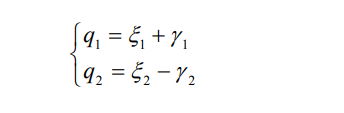 q₁ = ξ₁ + γ₁
q₂ = ξ₂ − γ₂